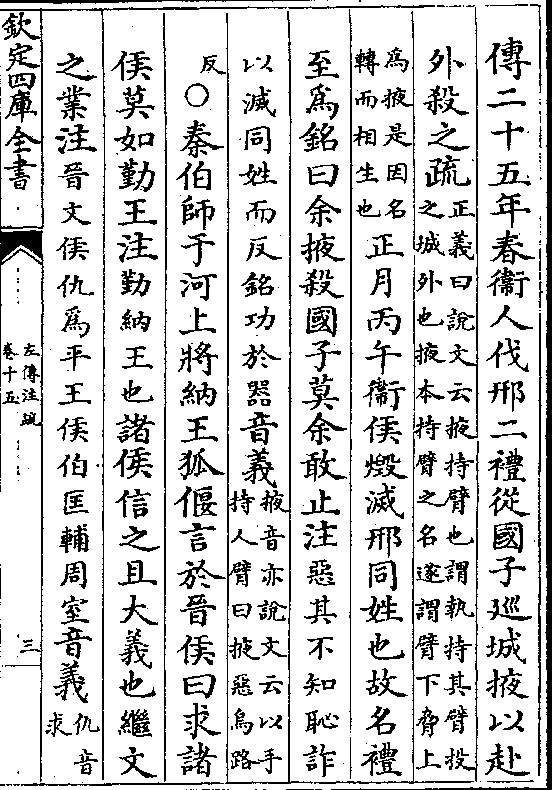 傳二十五年春衞人伐邢二禮從國子巡城掖以赴
外殺之疏正義曰說文云掖持臂也謂執持其臂投
之城外也掖本持臂之名遂謂臂下脅上
爲掖是因名
轉而相生也正月丙午衞侯燬滅邢同姓也故名禮
至爲銘曰余掖殺國子莫余敢止注惡其不知恥詐
以滅同姓而反銘功於器音義掖音亦說文云以手
持人臂曰掖惡烏路
反○秦伯師于河上將納王狐偃言於晉侯曰求諸
侯莫如勤王注勤納王也諸侯信之且大義也繼文
之業注晉文侯仇爲平王侯伯匡輔周室音義仇音
求
欽定四庫全書
左傳注疏
卷十五
三